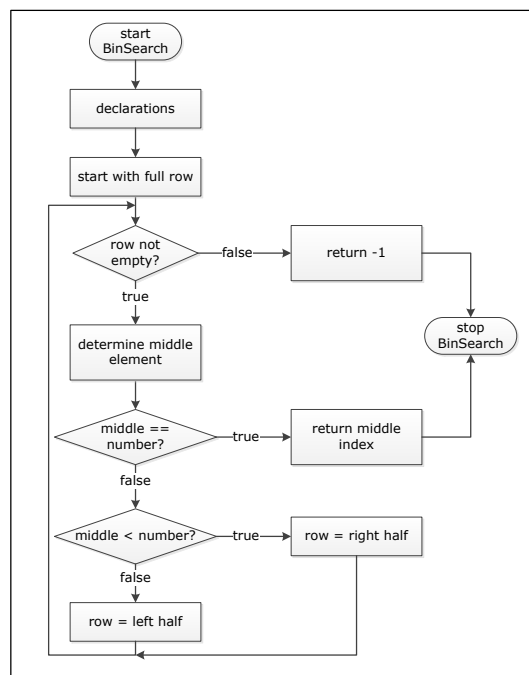 start
BinSearch
declarations
start with full row
row not
empty?
false
return -1
true
stop
BinSearch
determine middle
element
middle ==
number?
true
return middle
index
false
middle < number?
true
row = right half
false
row = left half